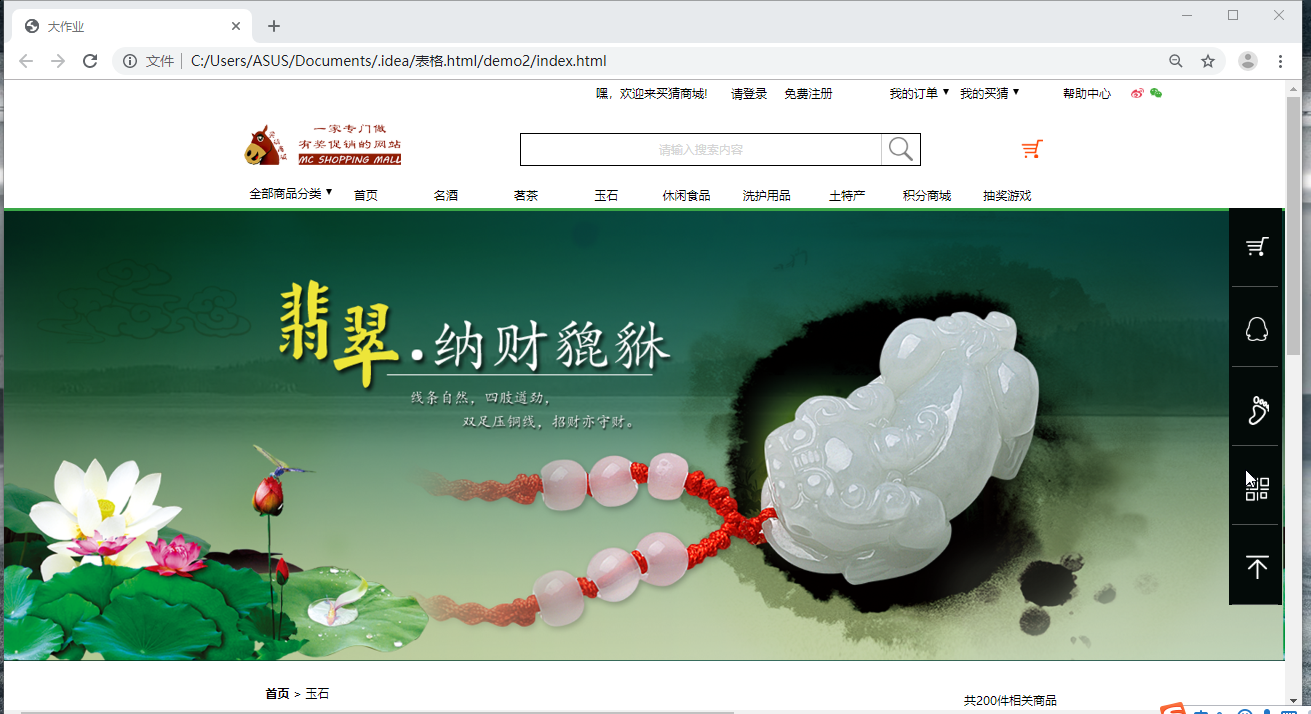 大作业
文件 C:/Users/ASUS/Documents/.idea/表格.html/demo2/index.html
嘿，欢迎来买猜商城! 请登录 免费注册 我的订单 我的买猜 帮助中心
一家专门做
有奖促销的网站
MC SHOPPING MALL
请输入搜索内容
全部商品分类 首页 名酒 茗茶 玉石 休闲食品 洗护用品 土特产 积分商城 抽奖游戏
翡翠.纳财貔貅
线条自然，四肢遒劲，
双足压铜线，招财亦守财。
首页 > 玉石
共200件相关商品